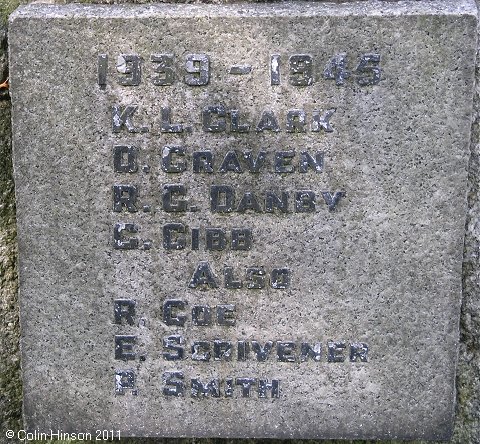 1939 - 1945
K. L. CLARK
D. CRAVEN
R. G. DANBY
G. GIBB
ALSO
R. COE
E. SCRIVENER
P. SMITH
© Colin Hinson 2011